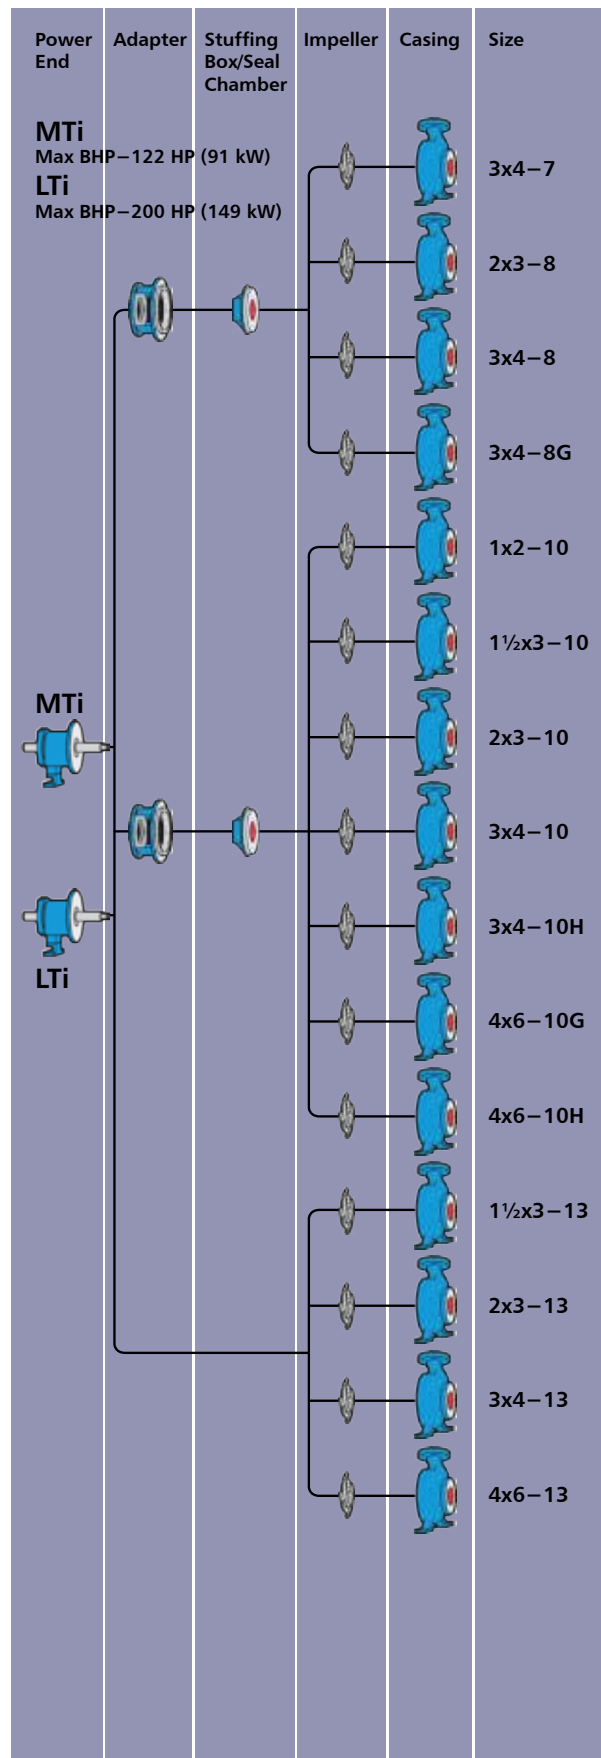 Power End
Adapter
Stuffing Box/Seal Chamber
Impeller
Casing
Size
MTi
Max BHP–122 HP (91 kW)
LTi
Max BHP–200 HP (149 kW)
3x4–7
2x3–8
3x4–8
3x4–8G
1x2–10
1½x3–10
MTi
2x3–10
3x4–10
3x4–10H
LTi
4x6–10G
4x6–10H
1½x3–13
2x3–13
3x4–13
4x6–13